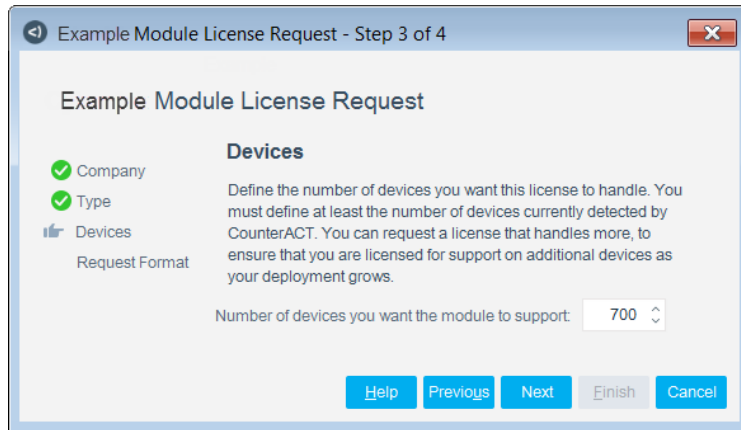 Example Module License Request - Step 3 of 4
Example Module License Request
Company
Type
Devices
Request Format
Devices
Define the number of devices you want this license to handle. You
must define at least the number of devices currently detected by
CounterACT. You can request a license that handles more, to
ensure that you are licensed for support on additional devices as
your deployment grows.
Number of devices you want the module to support: 700
Help Previous Next Finish Cancel